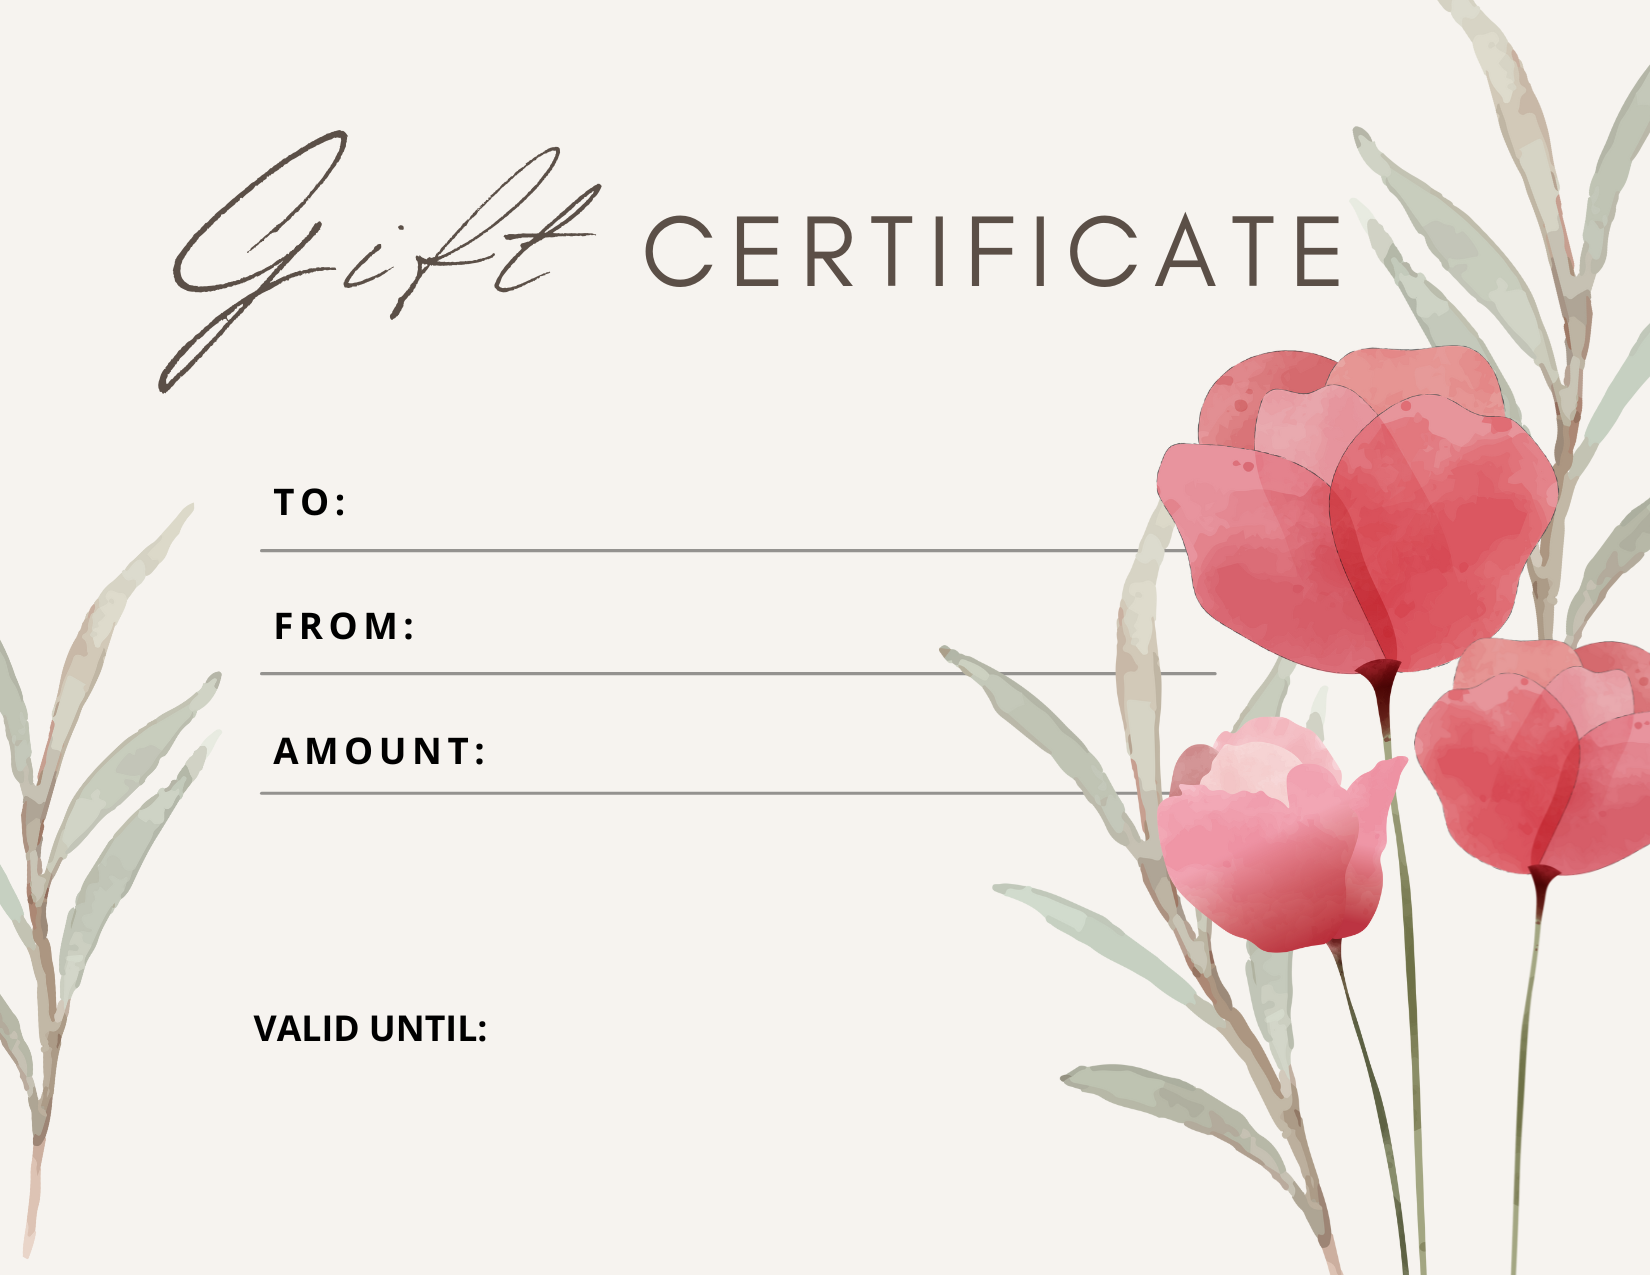 Gift CERTIFICATE
TO:
FROM:
AMOUNT:
VALID UNTIL: